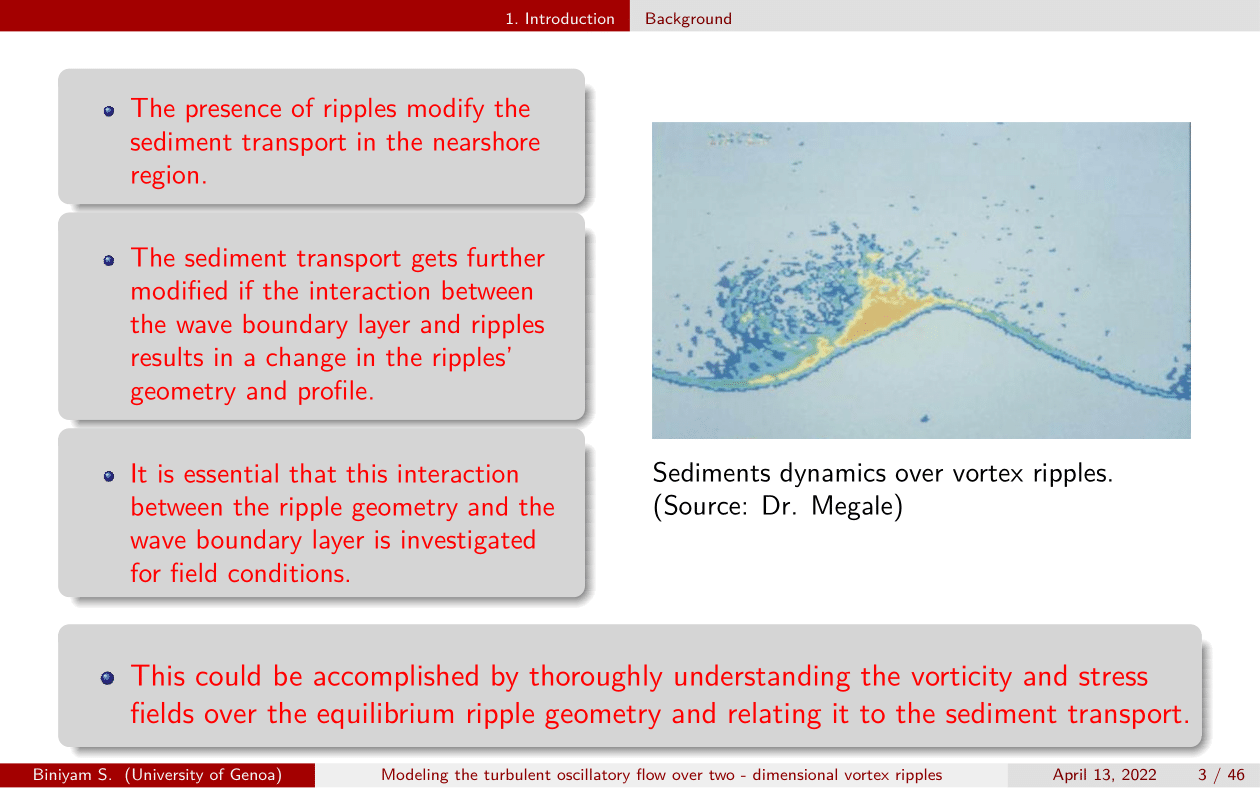 1. Introduction
Background
The presence of ripples modify the
sediment transport in the nearshore
region.
The sediment transport gets further
modified if the interaction between
the wave boundary layer and ripples
results in a change in the ripples'
geometry and profile.
It is essential that this interaction
between the ripple geometry and the
wave boundary layer is investigated
for field conditions.
Sediments dynamics over vortex ripples.
(Source: Dr. Megale)
This could be accomplished by thoroughly understanding the vorticity and stress
fields over the equilibrium ripple geometry and relating it to the sediment transport.
Biniyam S. (University of Genoa)
Modeling the turbulent oscillatory flow over two - dimensional vortex ripples
April 13, 2022
3 / 46